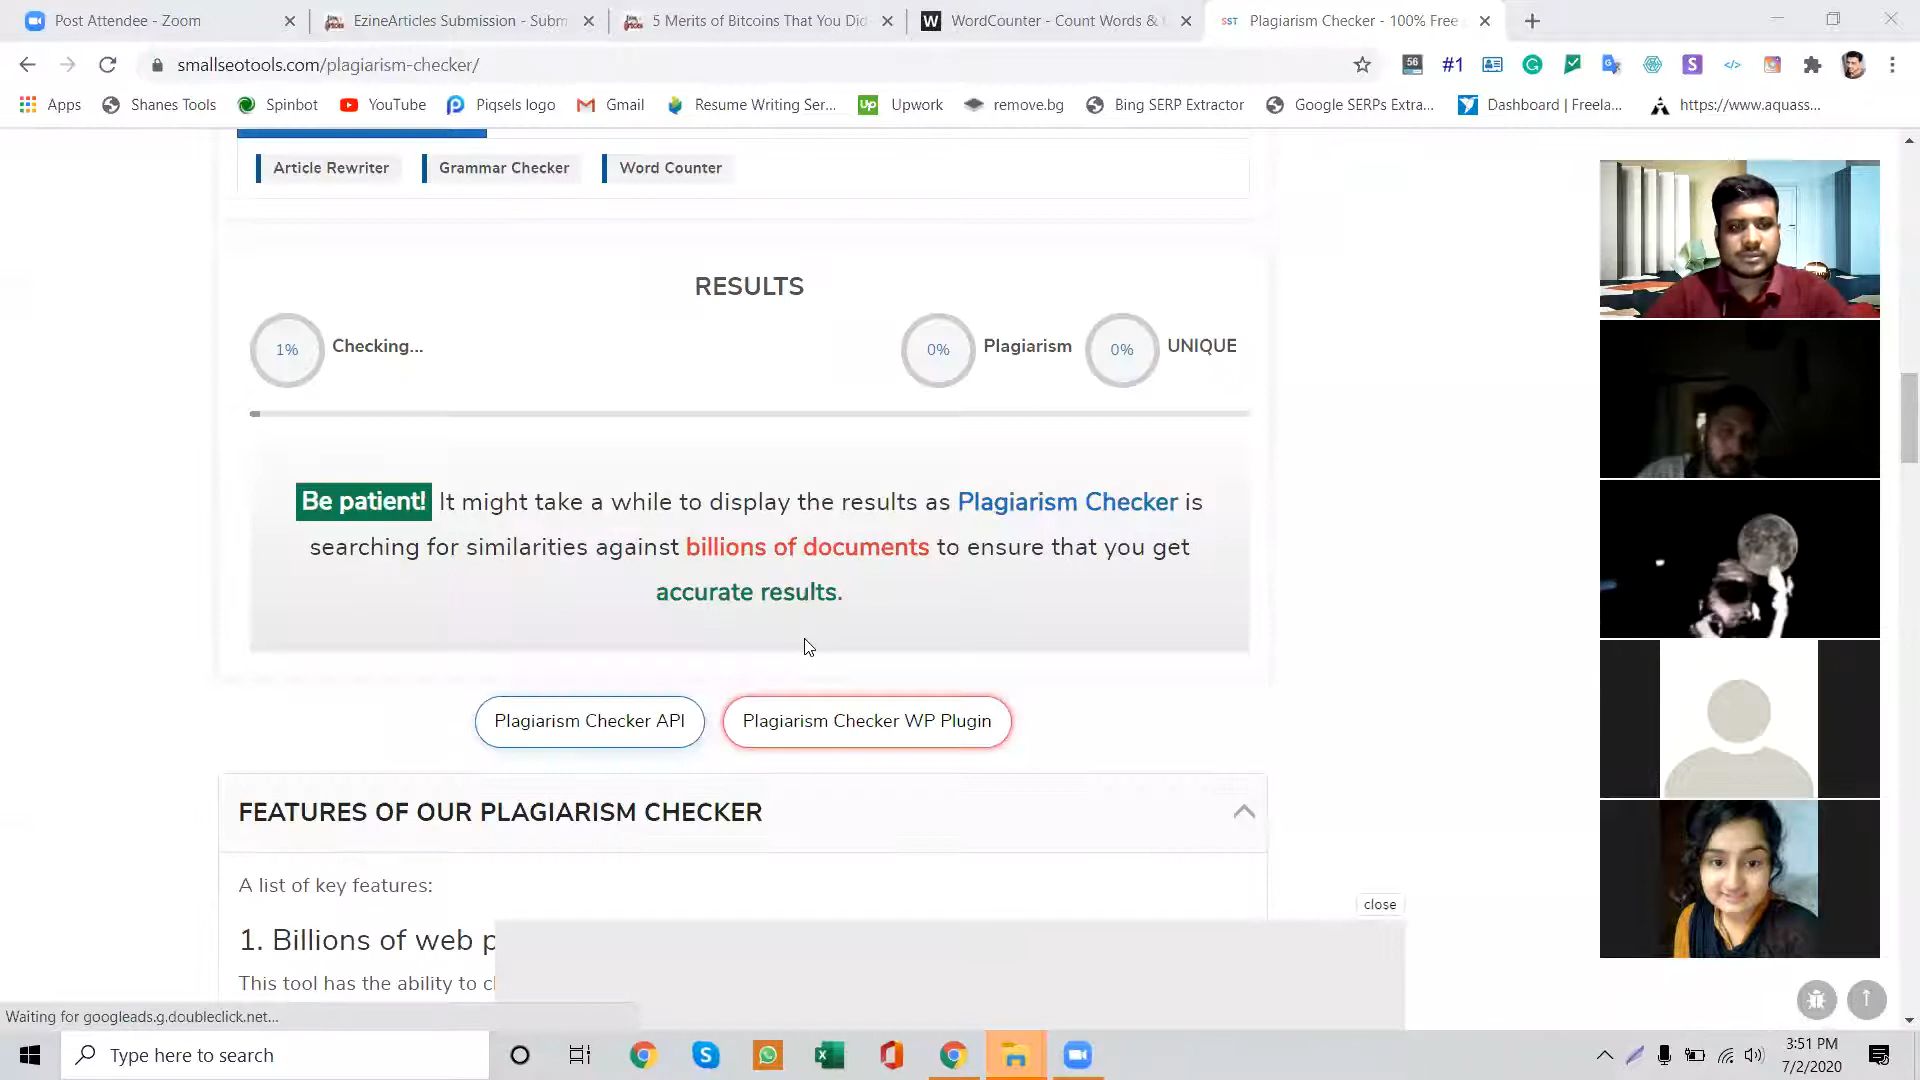 Post Attendee - Zoom
EzineArticles Submission - Subm
5 Merits of Bitcoins That You Did
WordCounter - Count Words &
SST Plagiarism Checker - 100% Free
smallseotools.com/plagiarism-checker/
56
#1
Apps
Shanes Tools
Spinbot
YouTube
Piqsels logo
Gmail
Resume Writing Ser...
Up Upwork
remove.bg
Bing SERP Extractor
Google SERPs Extra...
Dashboard | Freela...
https://www.aquass...
Article Rewriter
Grammar Checker
Word Counter
RESULTS
1% Checking...
0% Plagiarism
0% UNIQUE
Be patient! It might take a while to display the results as Plagiarism Checker is
searching for similarities against billions of documents to ensure that you get
accurate results.
Plagiarism Checker API
Plagiarism Checker WP Plugin
FEATURES OF OUR PLAGIARISM CHECKER
A list of key features:
close
1. Billions of web p
This tool has the ability to cl
Waiting for googleads.g.doubleclick.net...
Type here to search
3:51 PM
7/2/2020